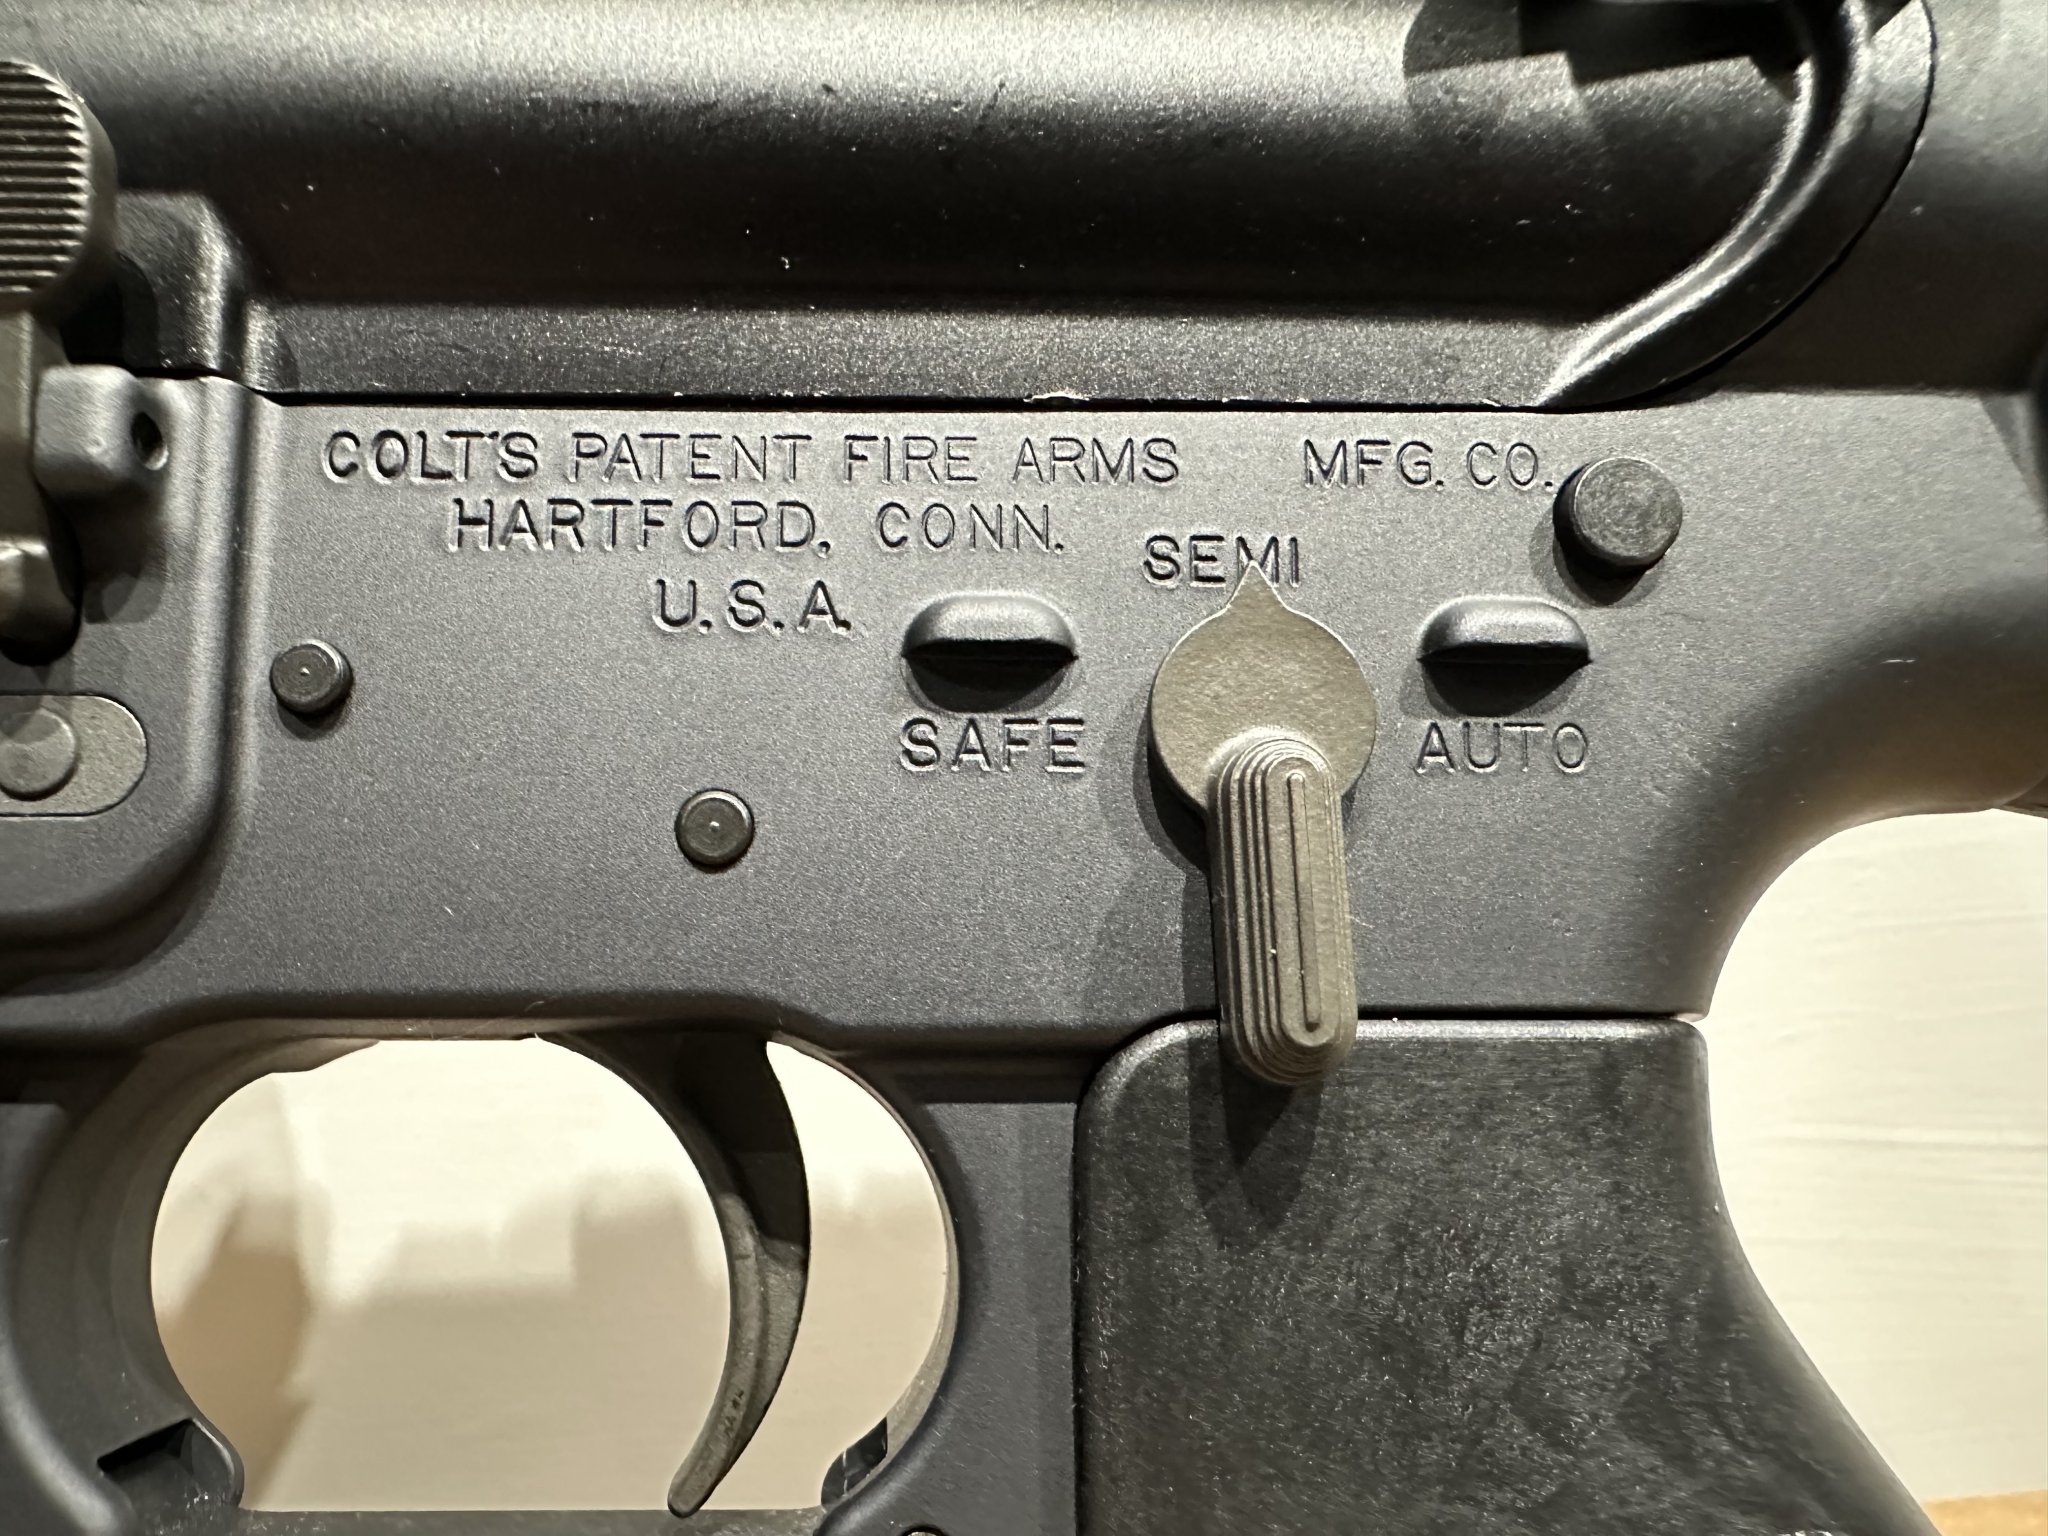 COLT'S PATENT FIRE ARMS MFG. CO.
HARTFORD, CONN.
U.S.A.
SEMI
SAFE
AUTO